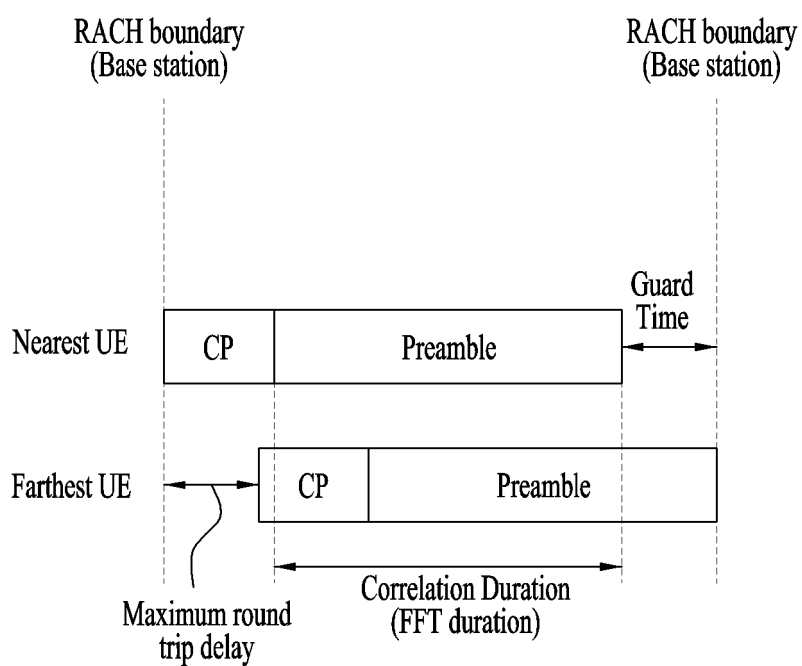 RACH boundary
(Base station)
RACH boundary
(Base station)
Guard
Time
Nearest UE
CP
Preamble
Farthest UE
CP
Preamble
Correlation Duration
(FFT duration)
Maximum round
trip delay